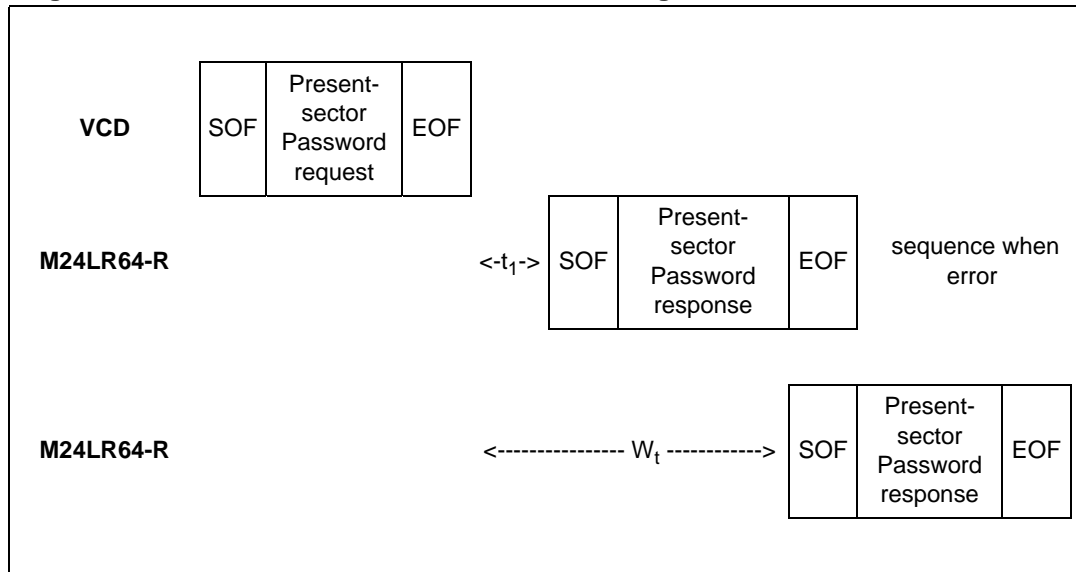 VCD
SOF
Present-
sector
Password
request
EOF
M24LR64-R
<-t1->
SOF
Present-
sector
Password
response
EOF
sequence when
error
M24LR64-R
<---------------- Wt ------------>
SOF
Present-
sector
Password
response
EOF